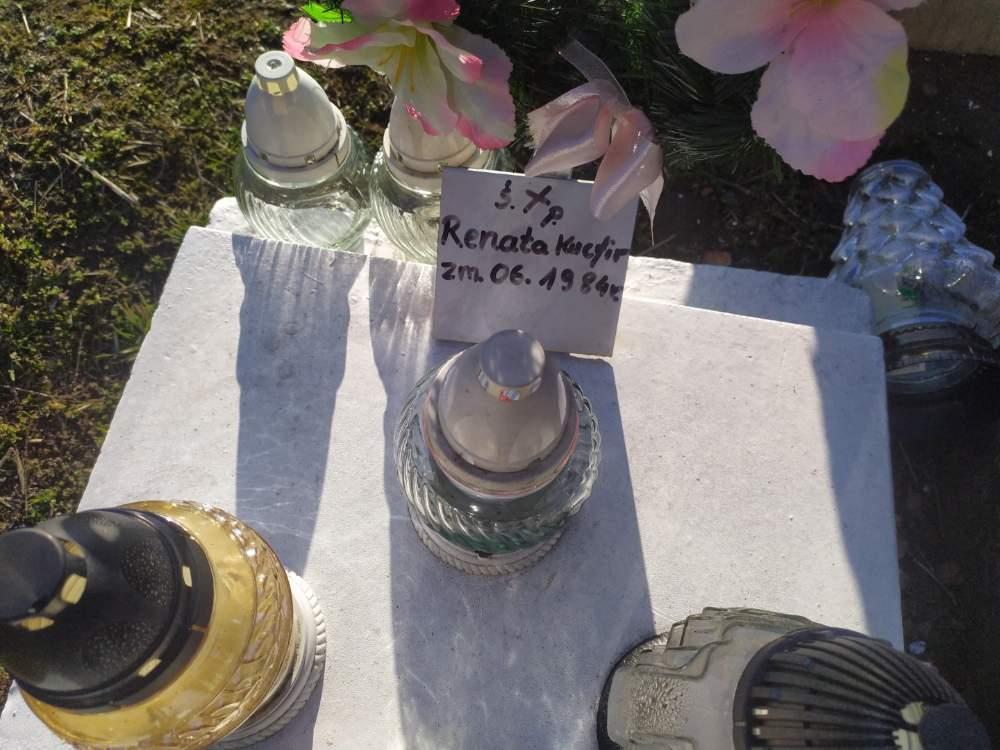 Ś. † p.
Renata Kucfir
zm. 06. 1984r